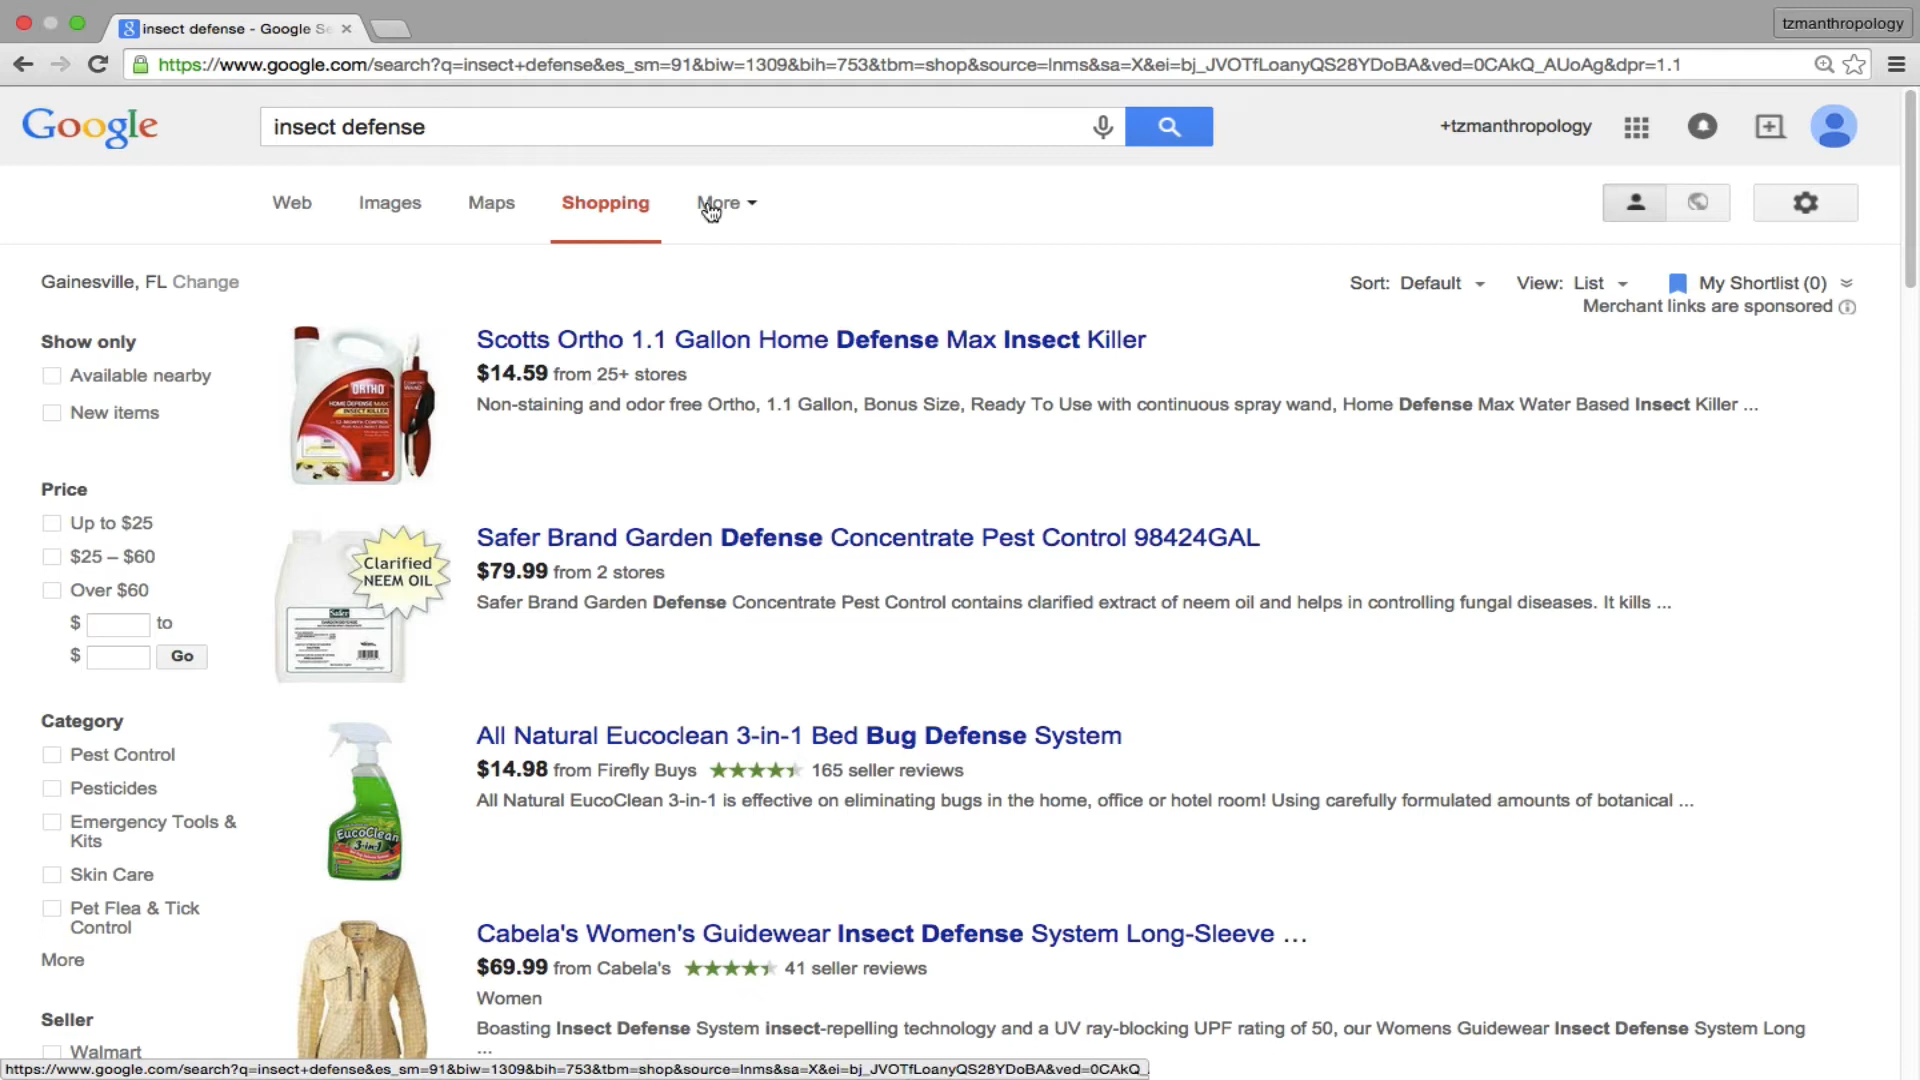 insect defense - Google Se
tzmanthropology
https://www.google.com/search?q=insect+defense&es_sm=91&biw=1309&bih=753&tbm=shop&source=lnms&sa=X&ei=bj_JVOTfLoanyQS28YDoBA&ved=0CAkQ_AUoAg&dpr=1.1
Google
insect defense
+tzmanthropology
Web Images Maps Shopping More
Gainesville, FL Change
Sort: Default View: List My Shortlist (0)
Merchant links are sponsored
Show only
Available nearby
New items
Price
Up to $25
$25 – $60
Over $60
$ to
$ Go
Category
Pest Control
Pesticides
Emergency Tools &
Kits
Skin Care
Pet Flea & Tick
Control
More
Seller
Walmart
Scotts Ortho 1.1 Gallon Home Defense Max Insect Killer
$14.59 from 25+ stores
Non-staining and odor free Ortho, 1.1 Gallon, Bonus Size, Ready To Use with continuous spray wand, Home Defense Max Water Based Insect Killer ...
ORTHO
HOME DEFENSE MAX
INSECT KILLER
Safer Brand Garden Defense Concentrate Pest Control 98424GAL
$79.99 from 2 stores
Safer Brand Garden Defense Concentrate Pest Control contains clarified extract of neem oil and helps in controlling fungal diseases. It kills ...
Clarified
NEEM OIL
Safer
All Natural Eucoclean 3-in-1 Bed Bug Defense System
$14.98 from Firefly Buys 165 seller reviews
All Natural EucoClean 3-in-1 is effective on eliminating bugs in the home, office or hotel room! Using carefully formulated amounts of botanical ...
EucoClean
3-in-1
Cabela's Women's Guidewear Insect Defense System Long-Sleeve ...
$69.99 from Cabela's 41 seller reviews
Women
Boasting Insect Defense System insect-repelling technology and a UV ray-blocking UPF rating of 50, our Womens Guidewear Insect Defense System Long
...
https://www.google.com/search?q=insect+defense&es_sm=91&biw=1309&bih=753&tbm=shop&source=lnms&sa=X&ei=bj_JVOTfLoanyQS28YDoBA&ved=0CAkQ_